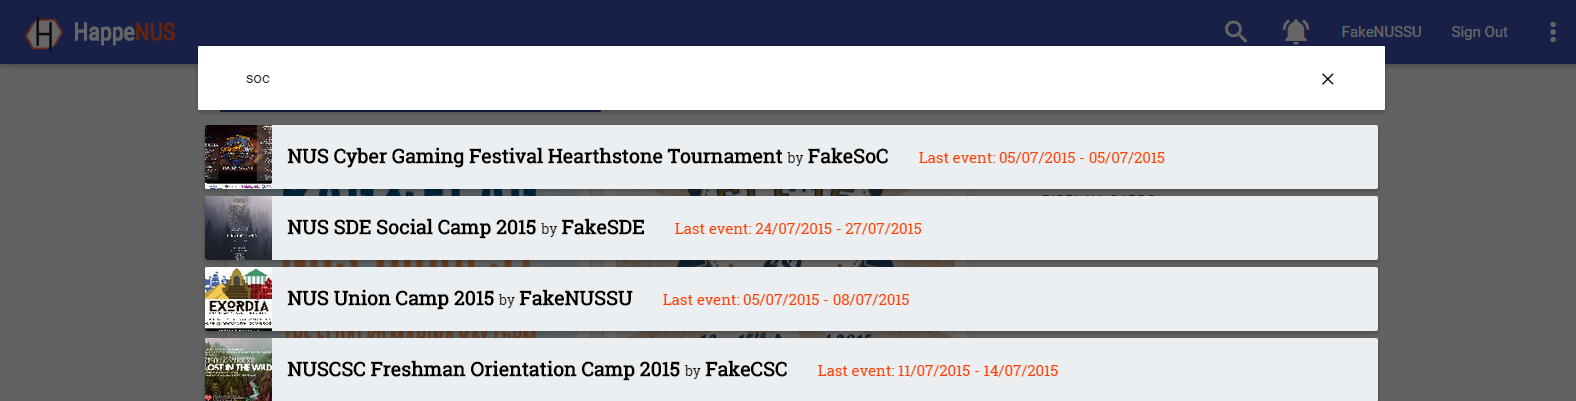 HappeNUS
FakeNUSSU
Sign Out
soc
NUS Cyber Gaming Festival Hearthstone Tournament by FakeSoC Last event: 05/07/2015 - 05/07/2015
NUS SDE Social Camp 2015 by FakeSDE Last event: 24/07/2015 - 27/07/2015
EXORDIA
NUS Union Camp 2015 by FakeNUSSU Last event: 05/07/2015 - 08/07/2015
LOST IN THE WILD
NUSCSC Freshman Orientation Camp 2015 by FakeCSC Last event: 11/07/2015 - 14/07/2015